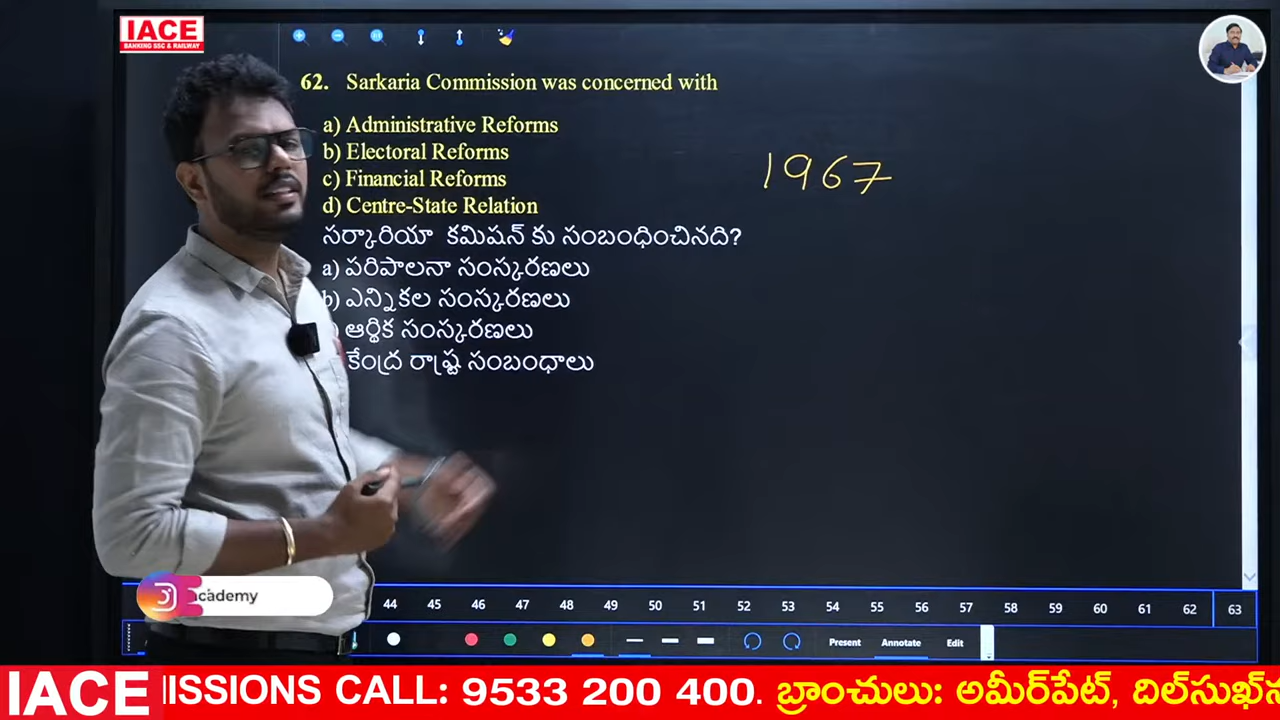 IACE
BANKING SSC & RAILWAY
62. Sarkaria Commission was concerned with
a) Administrative Reforms
b) Electoral Reforms
c) Financial Reforms
d) Centre-State Relation
1967
సర్కారియా కమిషన్ కు సంబంధించినది?
a) పరిపాలనా సంస్కరణలు
b) ఎన్నికల సంస్కరణలు
) ఆర్థిక సంస్కరణలు
కేంద్ర రాష్ట్ర సంబంధాలు
cademy
44 45 46 47 48 49 50 51 52 53 54 55 56 57 58 59 60 61 62 63
Present Annotate Edit
IACE MISSIONS CALL: 9533 200 400. బ్రాంచులు: అమీర్‌పేట్, దిల్‌సుఖ్‌న